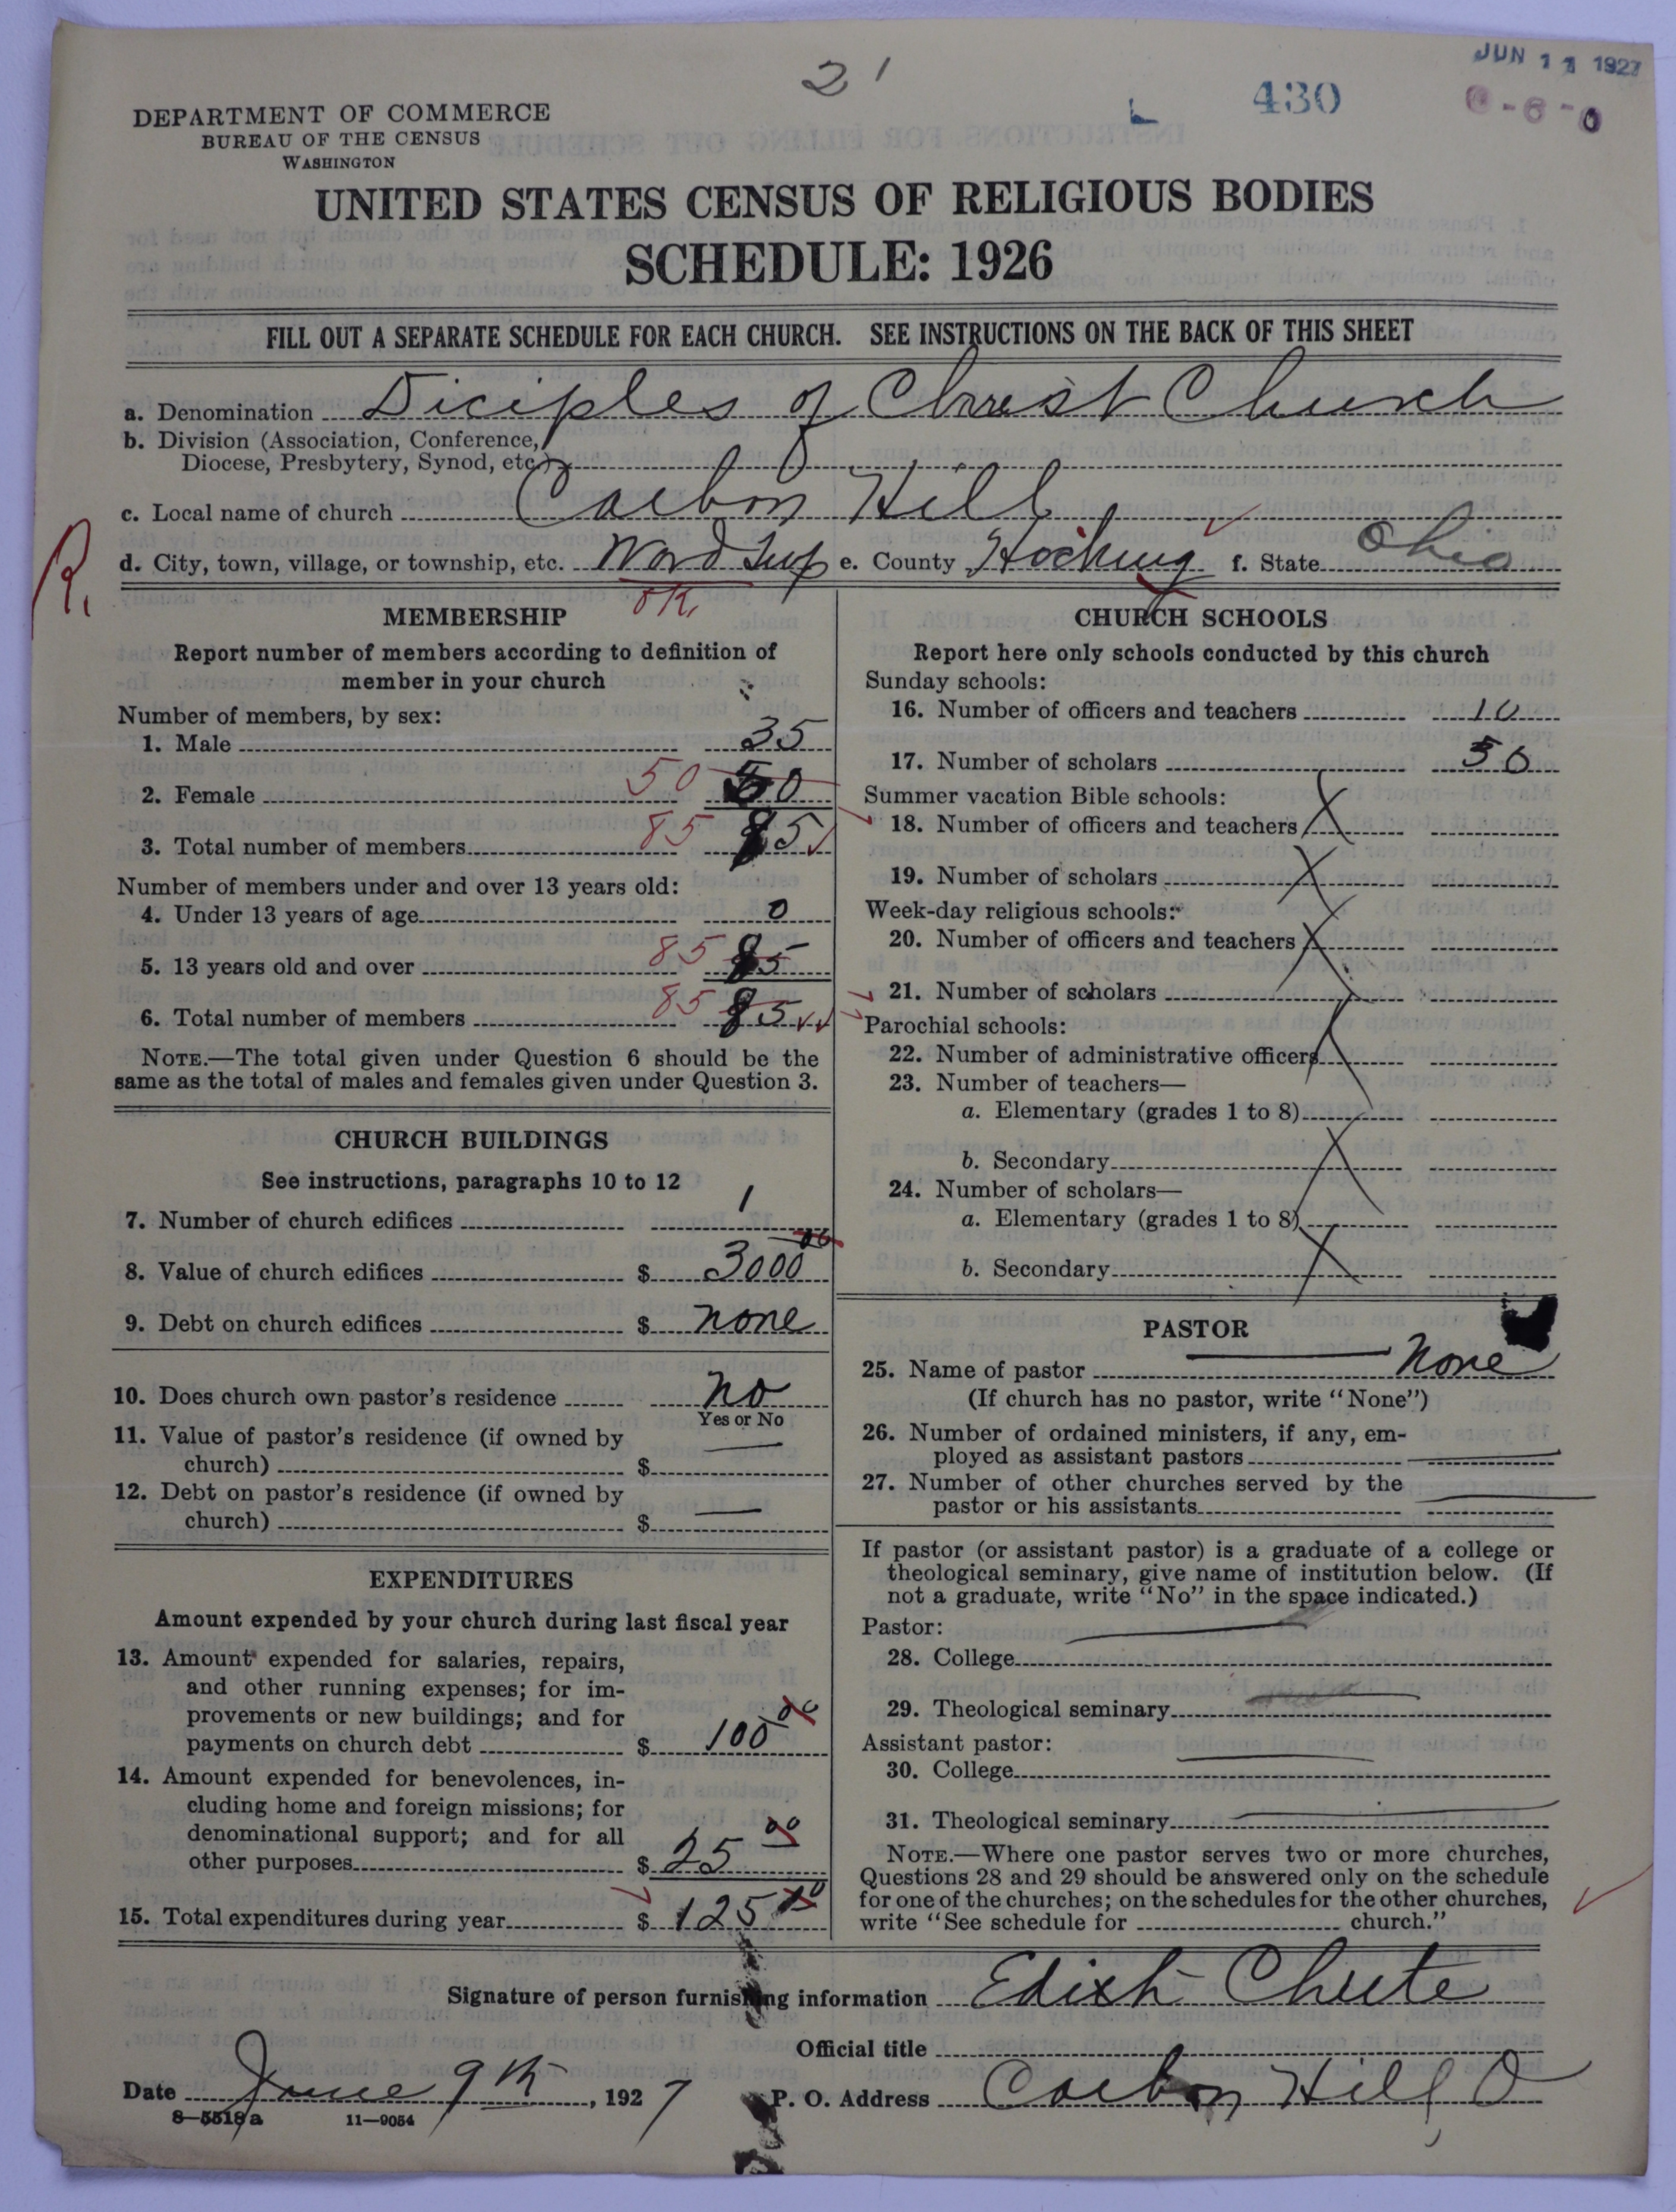 21
JUN 11 1927
430
DEPARTMENT OF COMMERCE
BUREAU OF THE CENSUS
WASHINGTON
UNITED STATES CENSUS OF RELIGIOUS BODIES
SCHEDULE: 1926
FILL OUT A SEPARATE SCHEDULE FOR EACH CHURCH. SEE INSTRUCTIONS ON THE BACK OF THIS SHEET
a. Denomination Diciples of Christ Church
b. Division (Association, Conference,
Diocese, Presbytery, Synod, etc.)
c. Local name of church Carbon Hill
R.
d. City, town, village, or township, etc. Ward Twp e. County Hocking f. State Ohio
OK.
MEMBERSHIP
Report number of members according to definition of
member in your church
Number of members, by sex:
1. Male 35
2. Female 50 50
3. Total number of members 85 85
Number of members under and over 13 years old:
4. Under 13 years of age 0
5. 13 years old and over 85 85
6. Total number of members 85 85
NOTE.—The total given under Question 6 should be the
same as the total of males and females given under Question 3.
CHURCH BUILDINGS
See instructions, paragraphs 10 to 12
7. Number of church edifices 1
8. Value of church edifices $ 3000 00
9. Debt on church edifices $ none
10. Does church own pastor's residence no
Yes or No
11. Value of pastor's residence (if owned by
church) $
12. Debt on pastor's residence (if owned by
church) $
EXPENDITURES
Amount expended by your church during last fiscal year
13. Amount expended for salaries, repairs,
and other running expenses; for im-
provements or new buildings; and for
payments on church debt $ 100 00
14. Amount expended for benevolences, in-
cluding home and foreign missions; for
denominational support; and for all
other purposes $ 25 00
15. Total expenditures during year $ 125 00
CHURCH SCHOOLS
Report here only schools conducted by this church
Sunday schools:
16. Number of officers and teachers 10
17. Number of scholars 50
Summer vacation Bible schools:
18. Number of officers and teachers
19. Number of scholars
Week-day religious schools:
20. Number of officers and teachers
21. Number of scholars
Parochial schools:
22. Number of administrative officers
23. Number of teachers—
a. Elementary (grades 1 to 8)
b. Secondary
24. Number of scholars—
a. Elementary (grades 1 to 8)
b. Secondary
PASTOR
25. Name of pastor None
(If church has no pastor, write "None")
26. Number of ordained ministers, if any, em-
ployed as assistant pastors
27. Number of other churches served by the
pastor or his assistants
If pastor (or assistant pastor) is a graduate of a college or
theological seminary, give name of institution below. (If
not a graduate, write "No" in the space indicated.)
Pastor:
28. College
29. Theological seminary
Assistant pastor:
30. College
31. Theological seminary
NOTE.—Where one pastor serves two or more churches,
Questions 28 and 29 should be answered only on the schedule
for one of the churches; on the schedules for the other churches,
write "See schedule for church."
Signature of person furnishing information Edith Chute
Official title
Date June 9th, 1927 P. O. Address Carbon Hill, O
8—5518a 11—9054